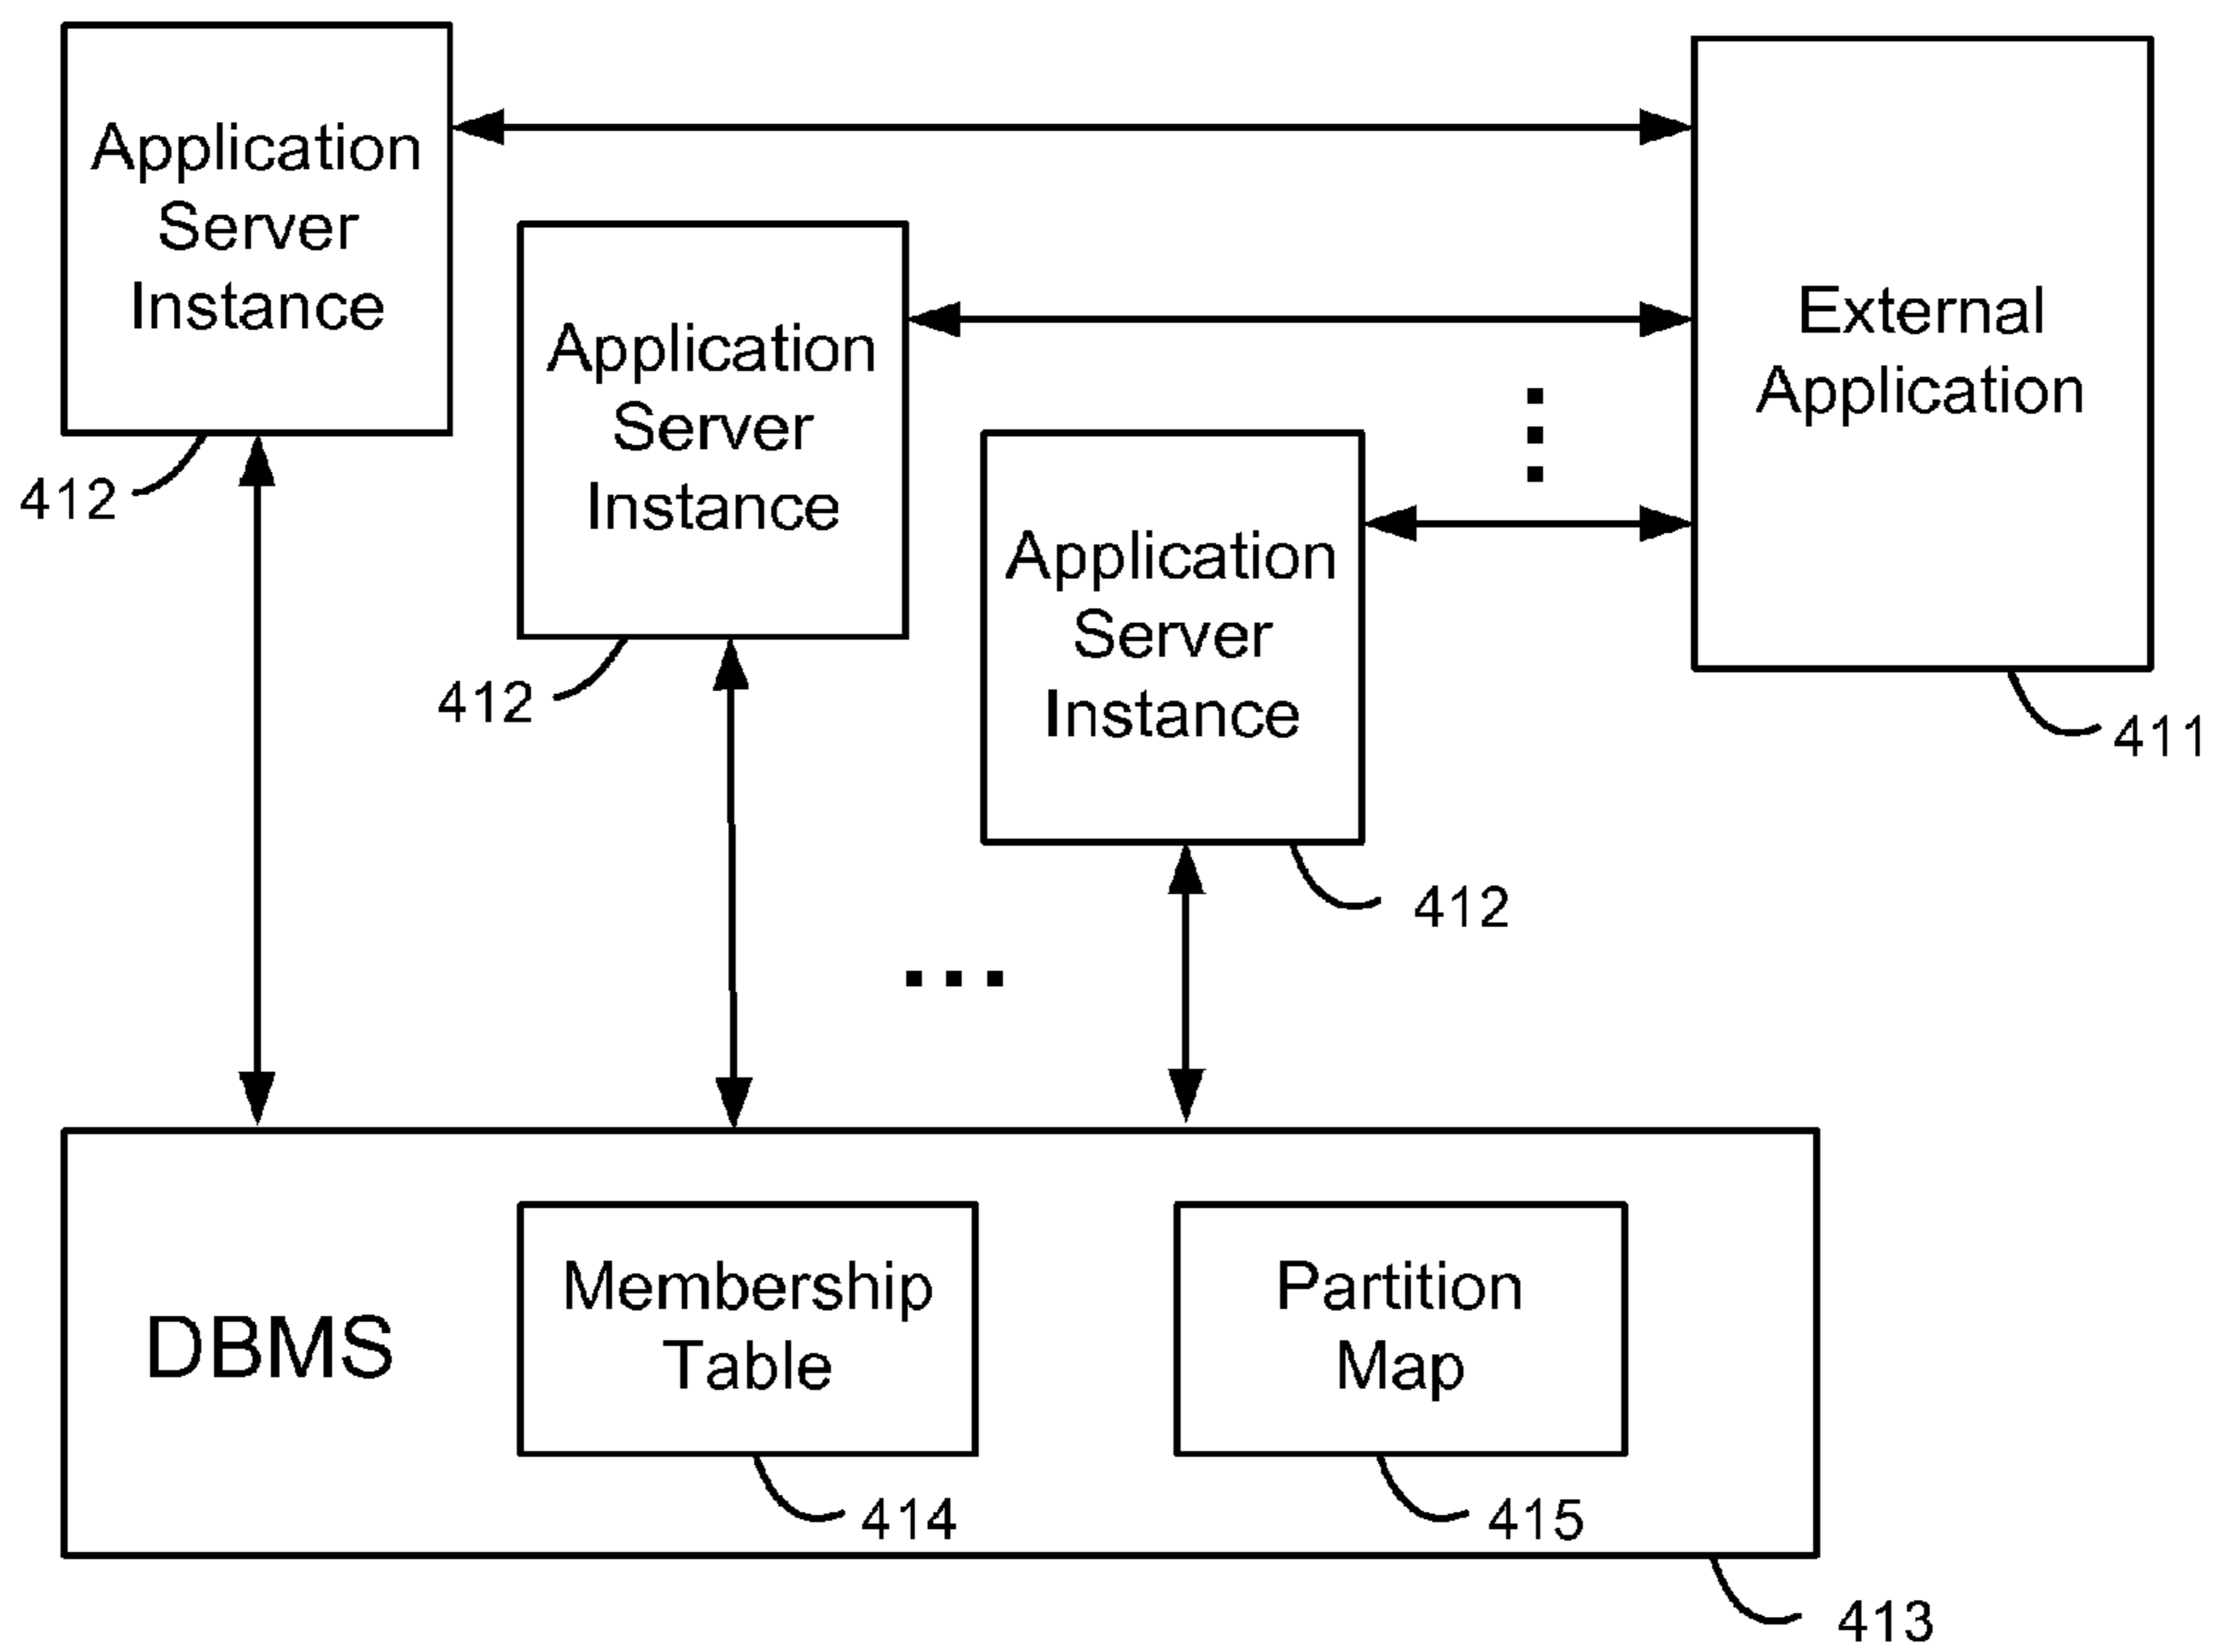 Application
Server
Instance
412
Application
Server
Instance
412
Application
Server
Instance
412
External
Application
411
DBMS
Membership
Table
414
Partition
Map
415
413